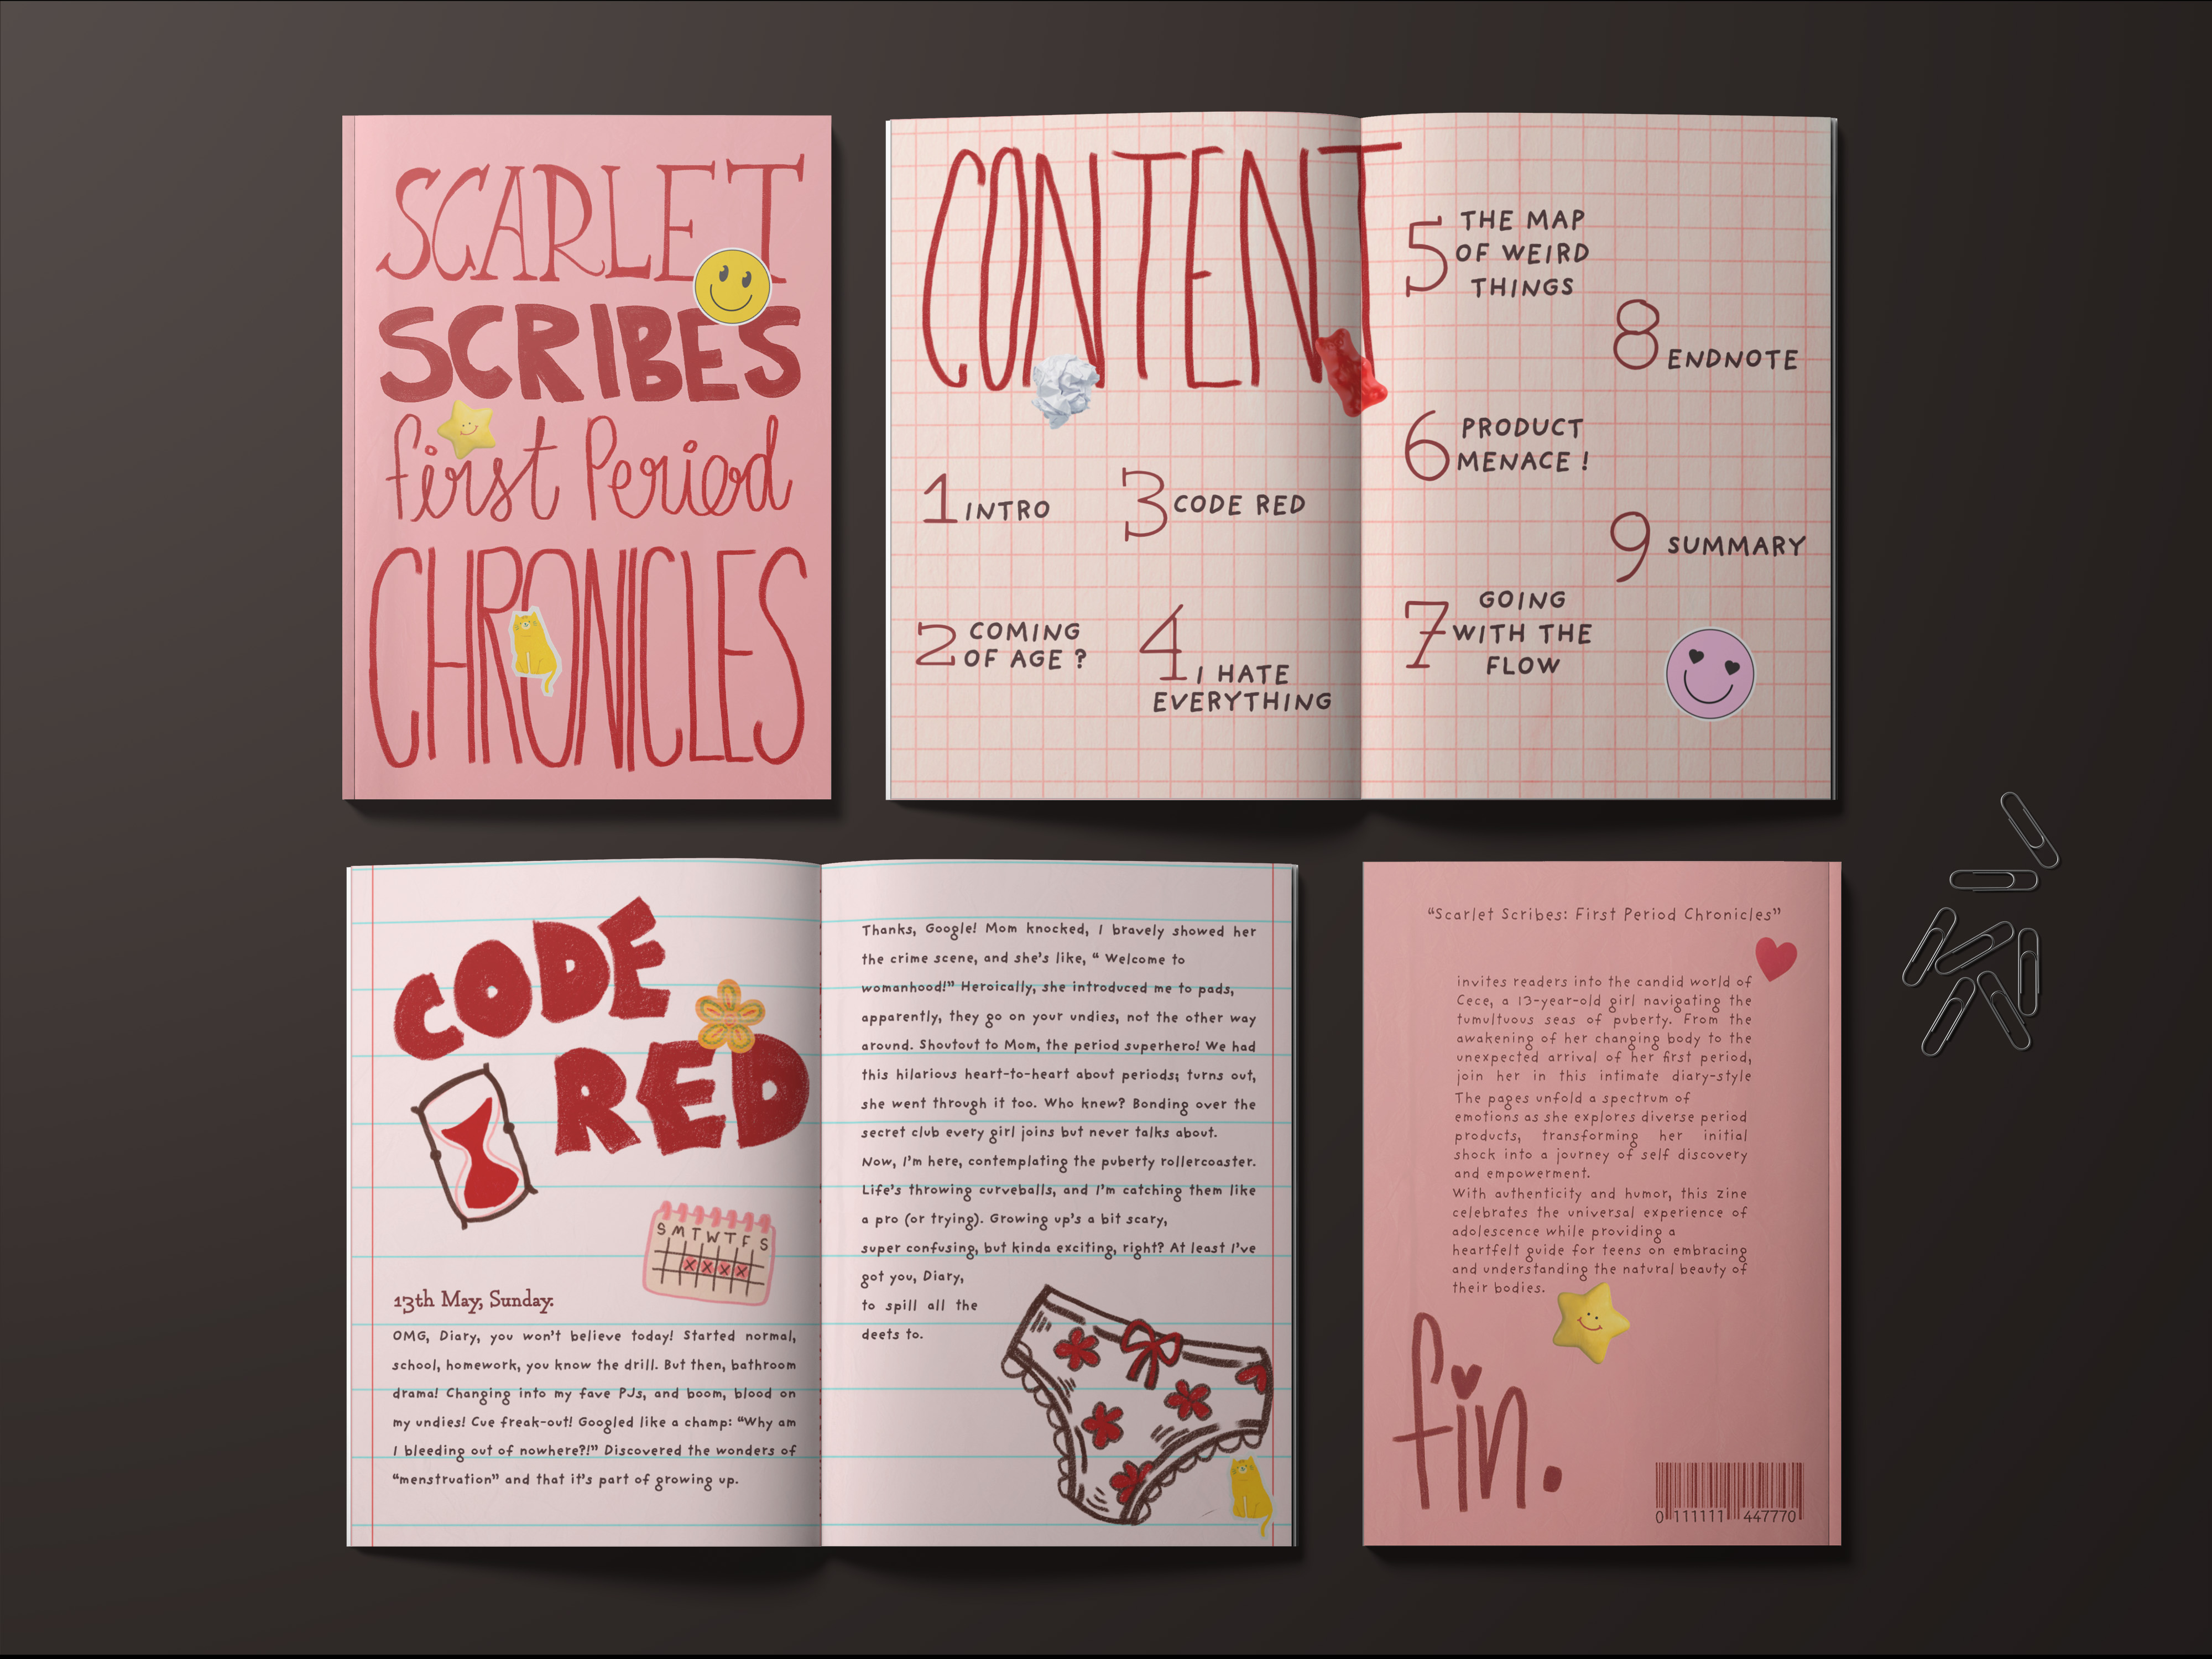 SCARLET
SCRIBES
first Period
CHRONICLES
CONTENT
1 INTRO
2 COMING
OF AGE ?
3 CODE RED
4 I HATE
EVERYTHING
5 THE MAP
OF WEIRD
THINGS
6 PRODUCT
MENACE !
7 GOING
WITH THE
FLOW
8 ENDNOTE
9 SUMMARY
CODE
RED
S M T W T F S
13th May, Sunday.
OMG, Diary, you won't believe today! Started normal,
school, homework, you know the drill. But then, bathroom
drama! Changing into my fave PJs, and boom, blood on
my undies! Cue freak-out! Googled like a champ: "Why am
I bleeding out of nowhere?!" Discovered the wonders of
"menstruation" and that it's part of growing up.
Thanks, Google! Mom knocked, I bravely showed her
the crime scene, and she's like, " Welcome to
womanhood!" Heroically, she introduced me to pads,
apparently, they go on your undies, not the other way
around. Shoutout to Mom, the period superhero! We had
this hilarious heart-to-heart about periods; turns out,
she went through it too. Who knew? Bonding over the
secret club every girl joins but never talks about.
Now, I'm here, contemplating the puberty rollercoaster.
Life's throwing curveballs, and I'm catching them like
a pro (or trying). Growing up's a bit scary,
super confusing, but kinda exciting, right? At least I've
got you, Diary,
to spill all the
deets to.
"Scarlet Scribes: First Period Chronicles"
invites readers into the candid world of
Cece, a 13-year-old girl navigating the
tumultuous seas of puberty. From the
awakening of her changing body to the
unexpected arrival of her first period,
join her in this intimate diary-style
The pages unfold a spectrum of
emotions as she explores diverse period
products, transforming her initial
shock into a journey of self discovery
and empowerment.
With authenticity and humor, this zine
celebrates the universal experience of
adolescence while providing a
heartfelt guide for teens on embracing
and understanding the natural beauty of
their bodies.
fin.
0 111111 447770